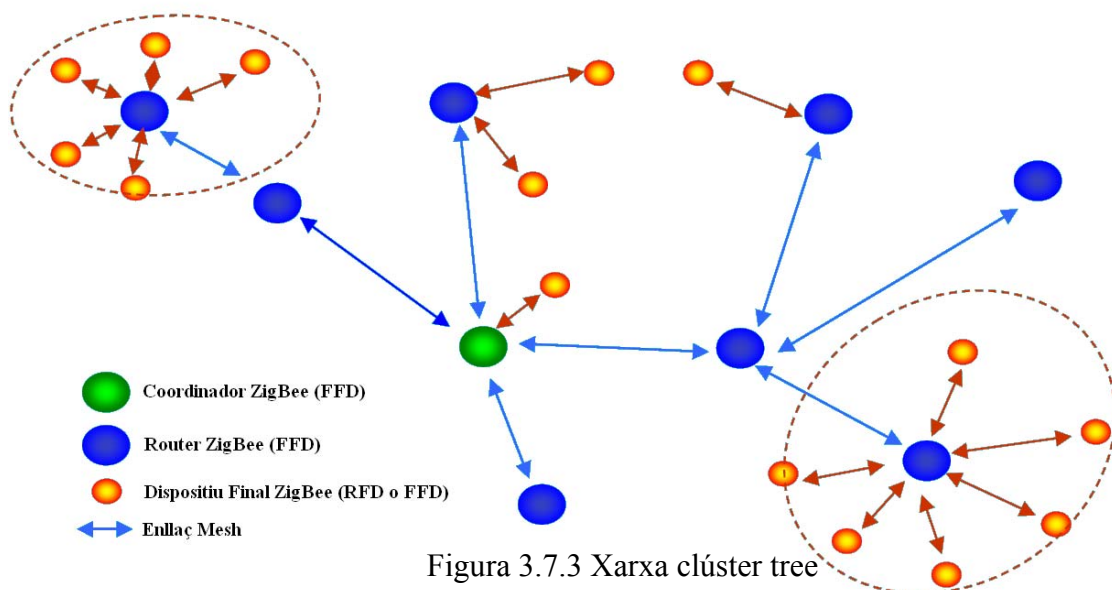 Coordinador ZigBee (FFD)
Router ZigBee (FFD)
Dispositiu Final ZigBee (RFD o FFD)
Enllaç Mesh
Figura 3.7.3 Xarxa clúster tree